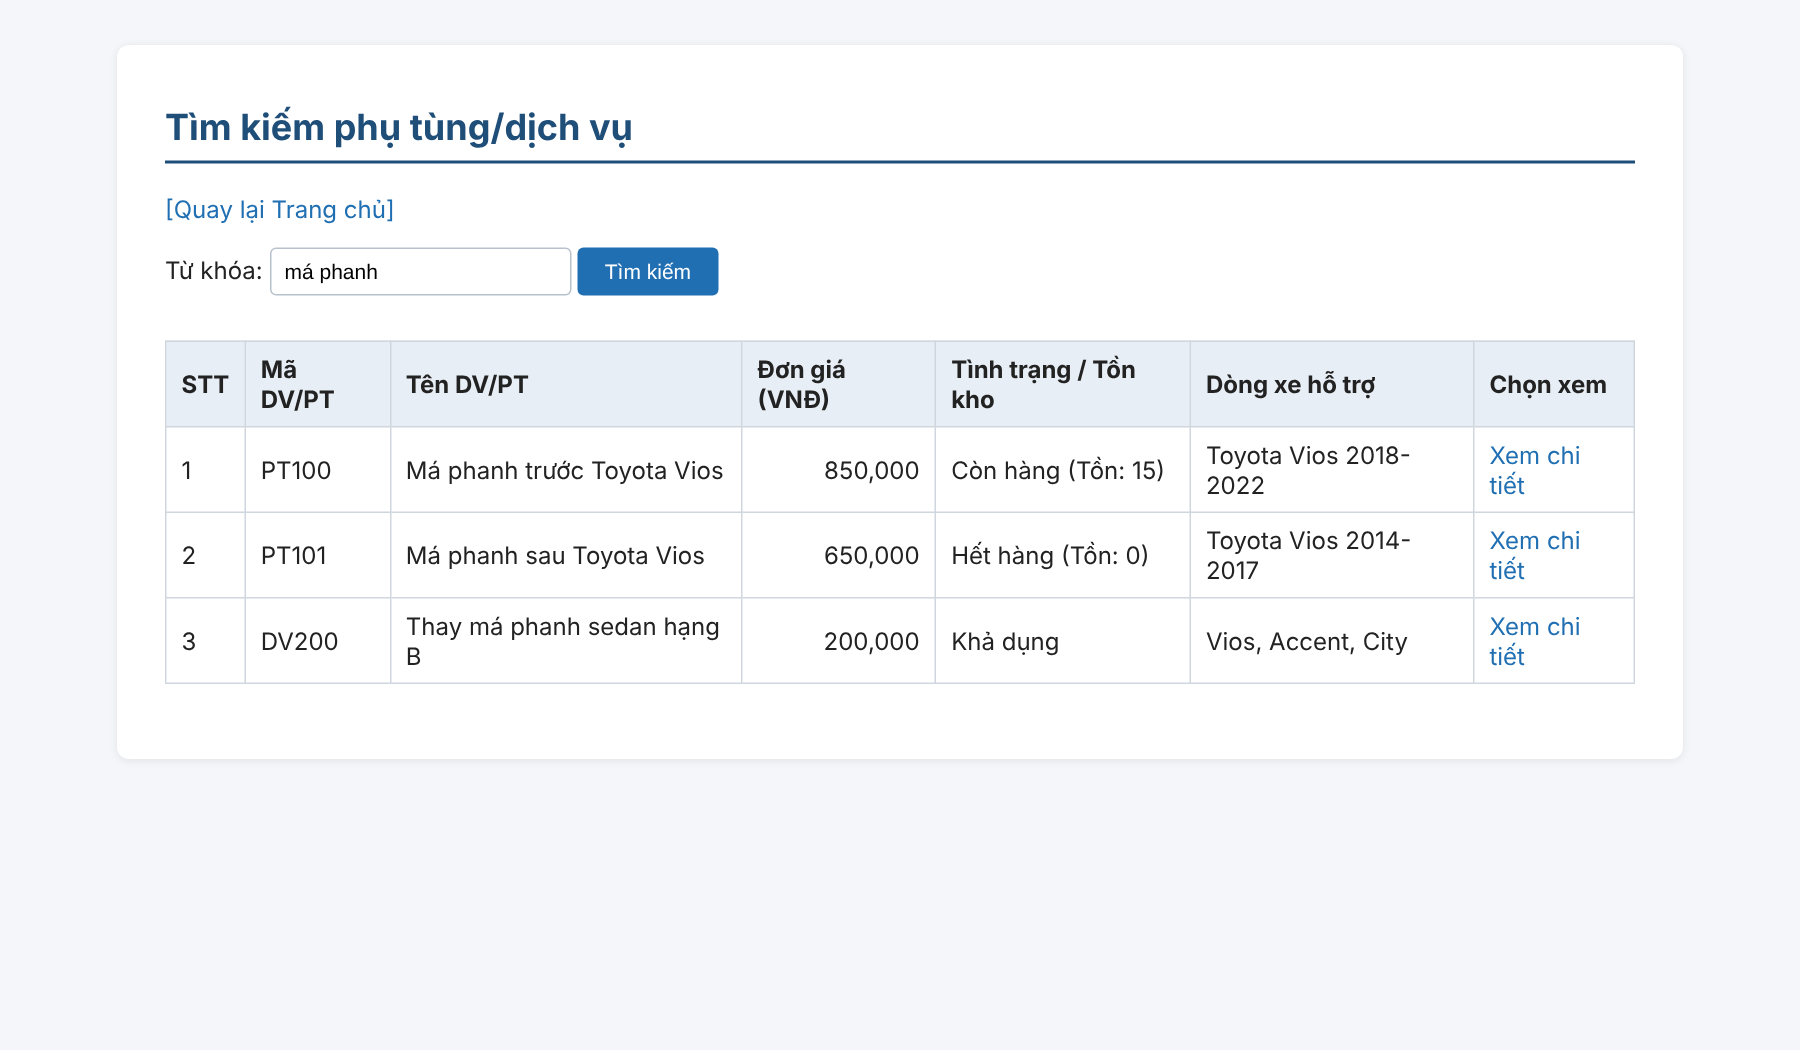 Tìm kiếm phụ tùng/dịch vụ
[Quay lại Trang chủ]
Từ khóa: má phanh Tìm kiếm
STT Mã DV/PT Tên DV/PT Đơn giá (VNĐ) Tình trạng / Tồn kho Dòng xe hỗ trợ Chọn xem
1 PT100 Má phanh trước Toyota Vios 850,000 Còn hàng (Tồn: 15) Toyota Vios 2018-2022 Xem chi tiết
2 PT101 Má phanh sau Toyota Vios 650,000 Hết hàng (Tồn: 0) Toyota Vios 2014-2017 Xem chi tiết
3 DV200 Thay má phanh sedan hạng B 200,000 Khả dụng Vios, Accent, City Xem chi tiết